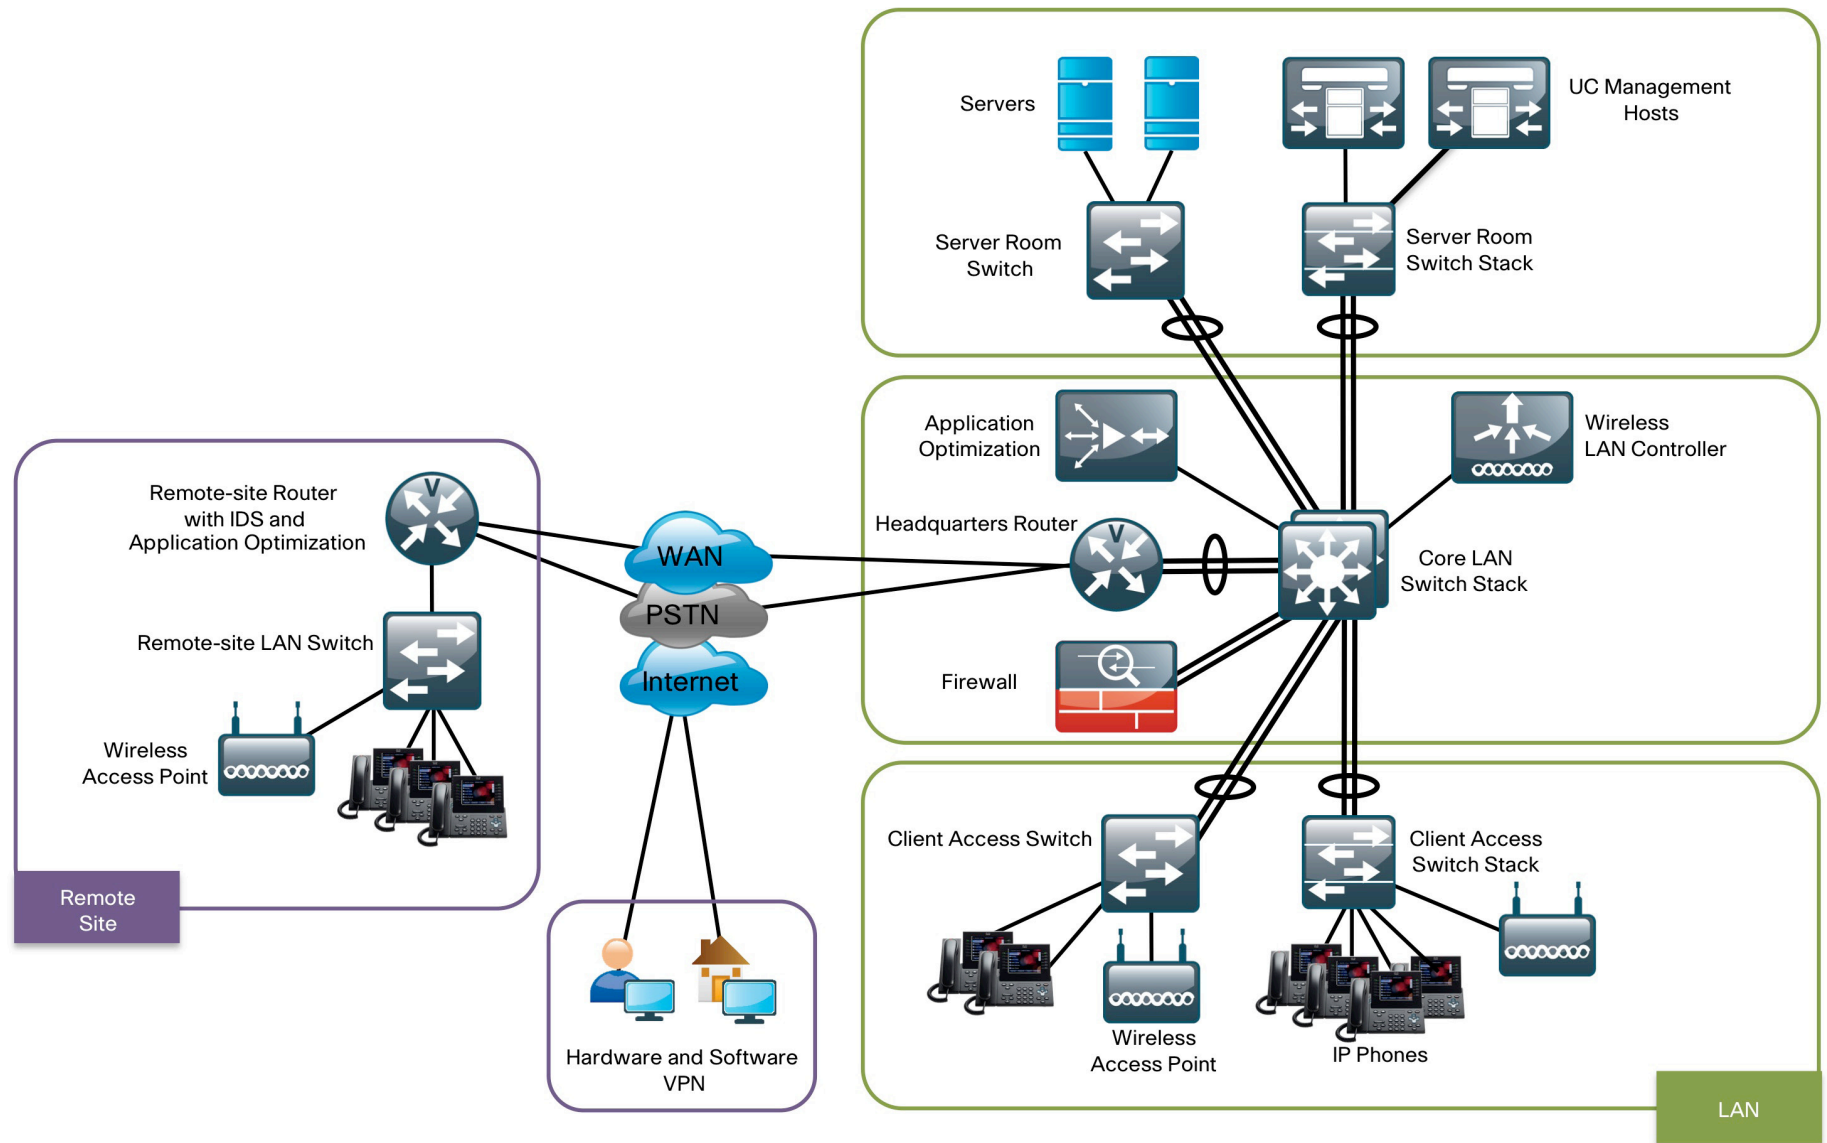 Servers
UC Management
Hosts
Server Room
Switch
Server Room
Switch Stack
Application
Optimization
Wireless
LAN Controller
Headquarters Router
V
Core LAN
Switch Stack
Firewall
Remote-site Router
with IDS and
Application Optimization
V
WAN
PSTN
Internet
Remote-site LAN Switch
Wireless
Access Point
Remote
Site
Hardware and Software
VPN
Client Access Switch
Client Access
Switch Stack
Wireless
Access Point
IP Phones
LAN